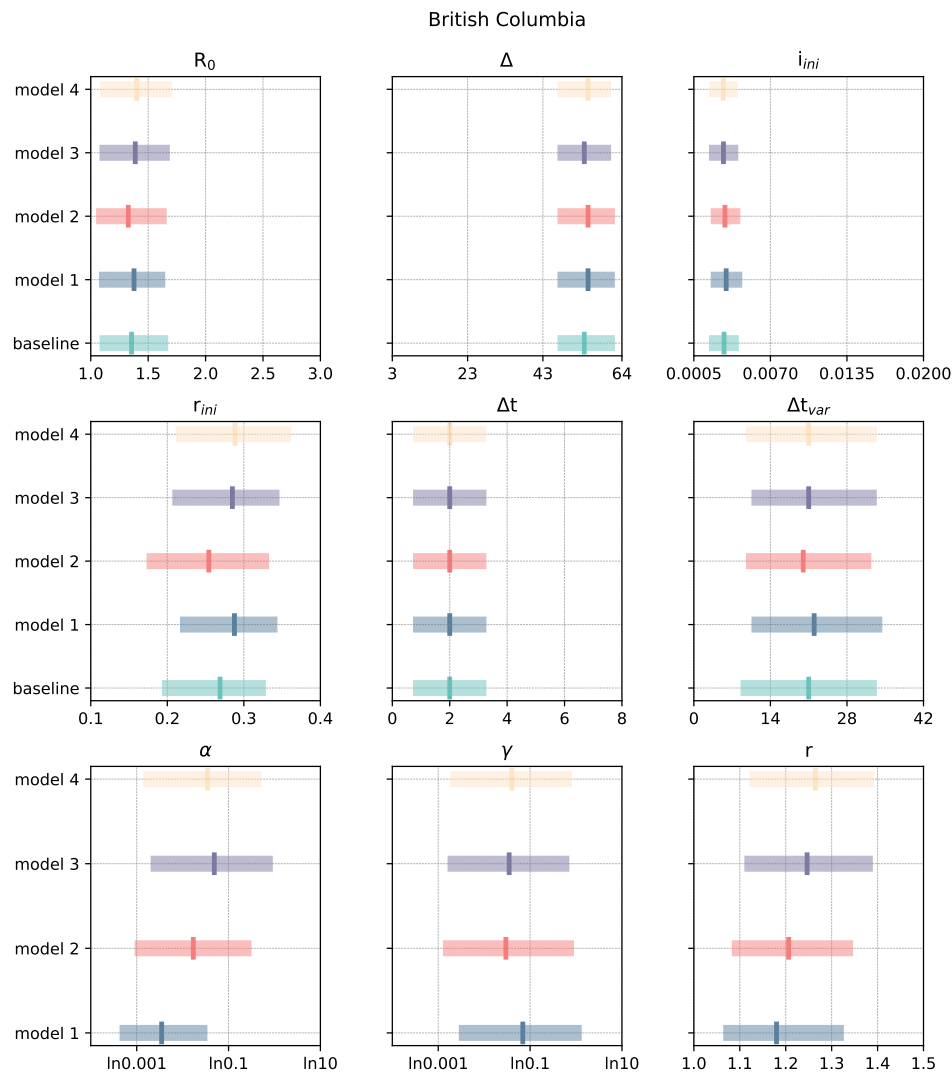 British Columbia
R₀ Δ i_ini
model 4
model 3
model 2
model 1
baseline
1.0 1.5 2.0 2.5 3.0 3 23 43 64 0.0005 0.0070 0.0135 0.0200
r_ini Δt Δt_var
model 4
model 3
model 2
model 1
baseline
0.1 0.2 0.3 0.4 0 2 4 6 8 0 14 28 42
α γ r
model 4
model 3
model 2
model 1
ln0.001 ln0.1 ln10 ln0.001 ln0.1 ln10 1.0 1.1 1.2 1.3 1.4 1.5